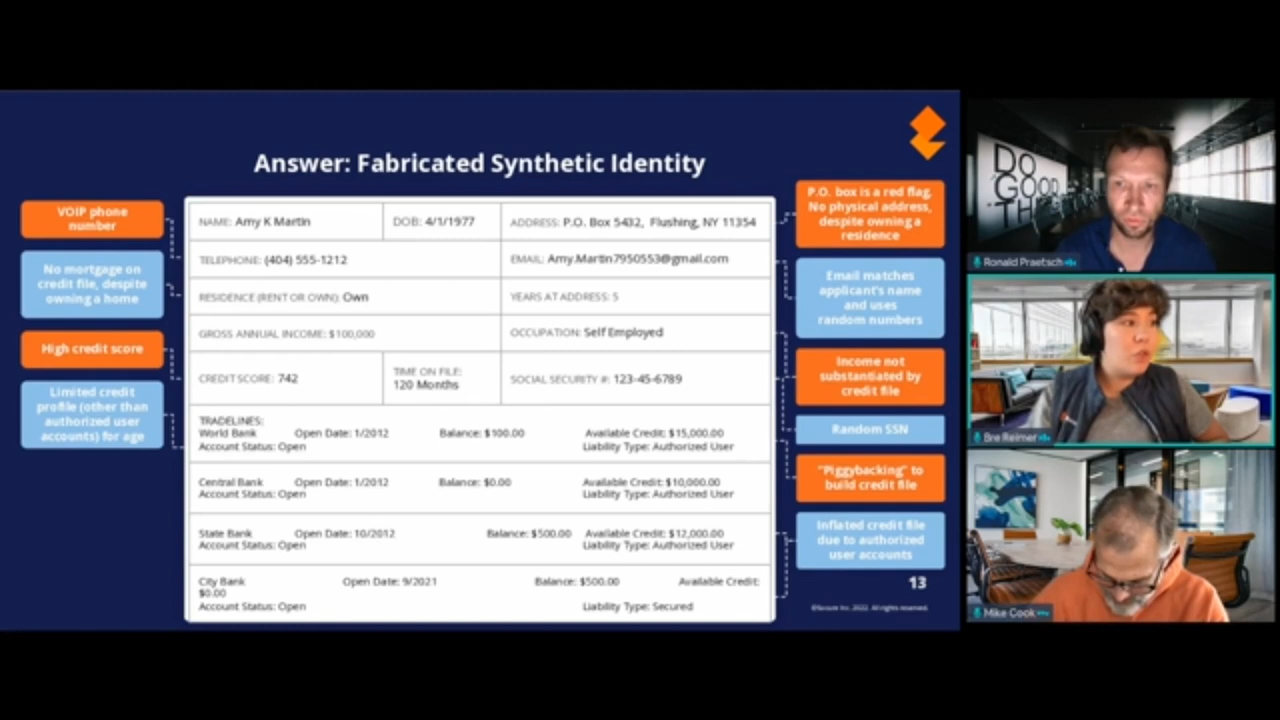 Answer: Fabricated Synthetic Identity
VOIP phone
number
No mortgage on
credit file, despite
owning a home
High credit score
Limited credit
profile (other than
authorized user
accounts) for age
NAME: Amy K Martin
DOB: 4/1/1977
ADDRESS: P.O. Box 5432, Flushing, NY 11354
TELEPHONE: (404) 555-1212
EMAIL: Amy.Martin7950553@gmail.com
RESIDENCE (RENT OR OWN): Own
YEARS AT ADDRESS: 5
GROSS ANNUAL INCOME: $100,000
OCCUPATION: Self Employed
CREDIT SCORE: 742
TIME ON FILE:
120 Months
SOCIAL SECURITY #: 123-45-6789
TRADELINES:
World Bank Open Date: 1/2012 Balance: $100.00 Available Credit: $15,000.00
Account Status: Open Liability Type: Authorized User
Central Bank Open Date: 1/2012 Balance: $0.00 Available Credit: $10,000.00
Account Status: Open Liability Type: Authorized User
State Bank Open Date: 10/2012 Balance: $500.00 Available Credit: $12,000.00
Account Status: Open Liability Type: Authorized User
City Bank Open Date: 9/2021 Balance: $500.00 Available Credit:
$0.00
Account Status: Open Liability Type: Secured
P.O. box is a red flag.
No physical address,
despite owning a
residence
Email matches
applicant's name
and uses
random numbers
Income not
substantiated by
credit file
Random SSN
"Piggybacking" to
build credit file
Inflated credit file
due to authorized
user accounts
13
©Socure Inc. 2022. All rights reserved.
DO
GOOD
TH
Ronald Praetsch
Bre Reimer
Mike Cook